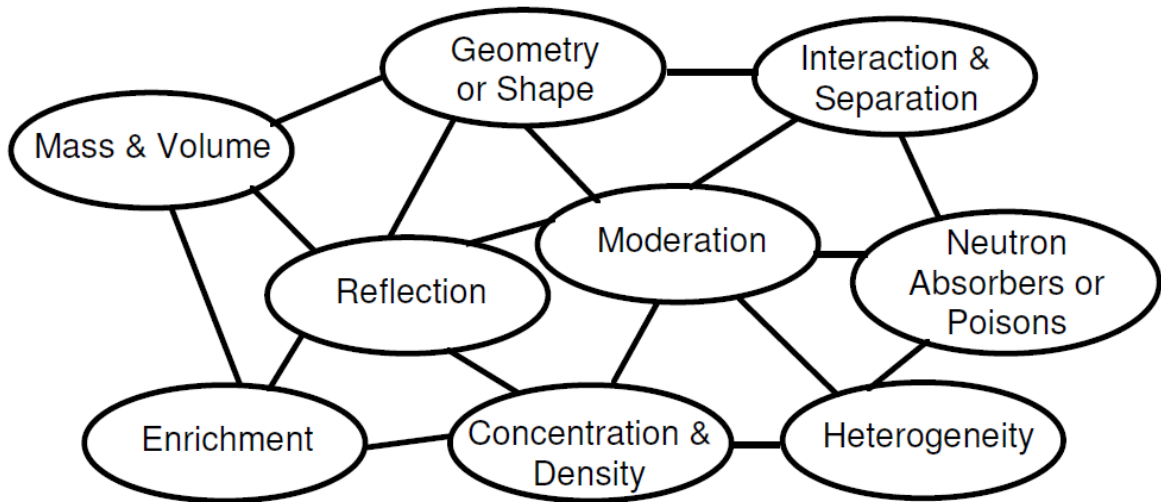 Geometry
or Shape
Interaction &
Separation
Mass & Volume
Moderation
Neutron
Absorbers or
Poisons
Reflection
Enrichment
Concentration &
Density
Heterogeneity